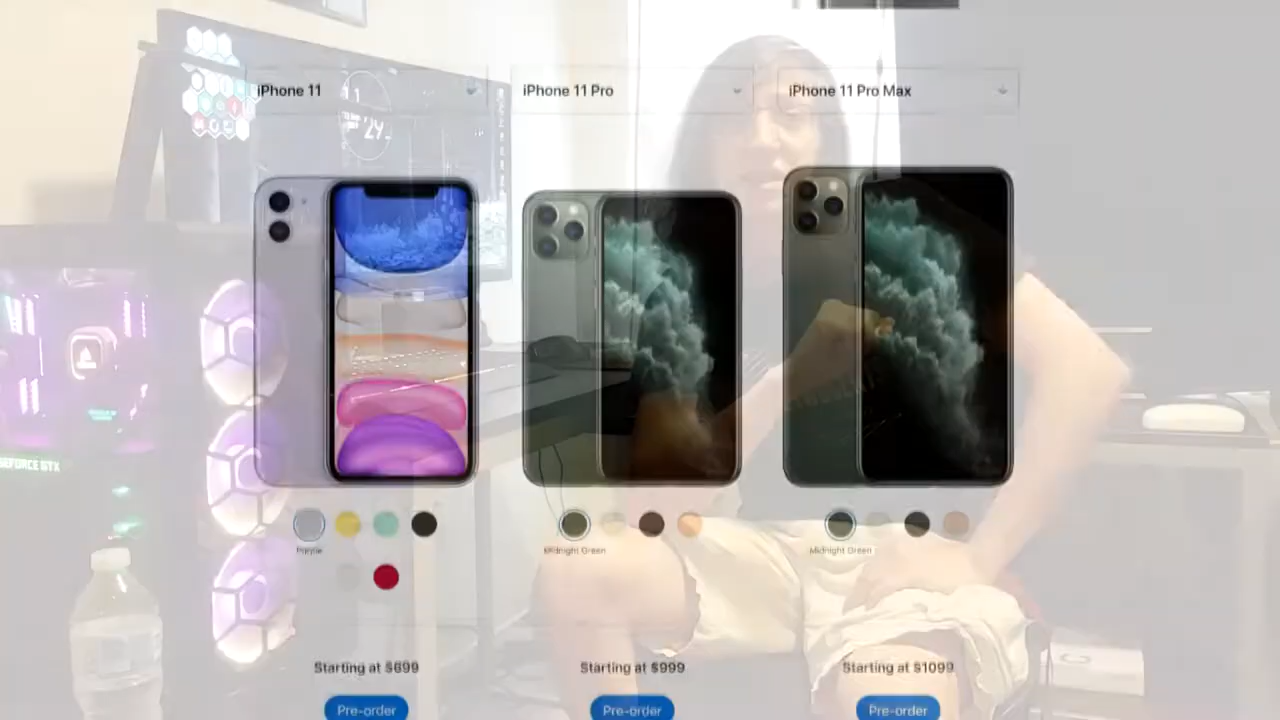 iPhone 11
iPhone 11 Pro
iPhone 11 Pro Max
29
GEFORCE GTX
Purple
Midnight Green
Midnight Green
Starting at $699
Starting at $999
Starting at $1099
Pre-order
Pre-order
Pre-order